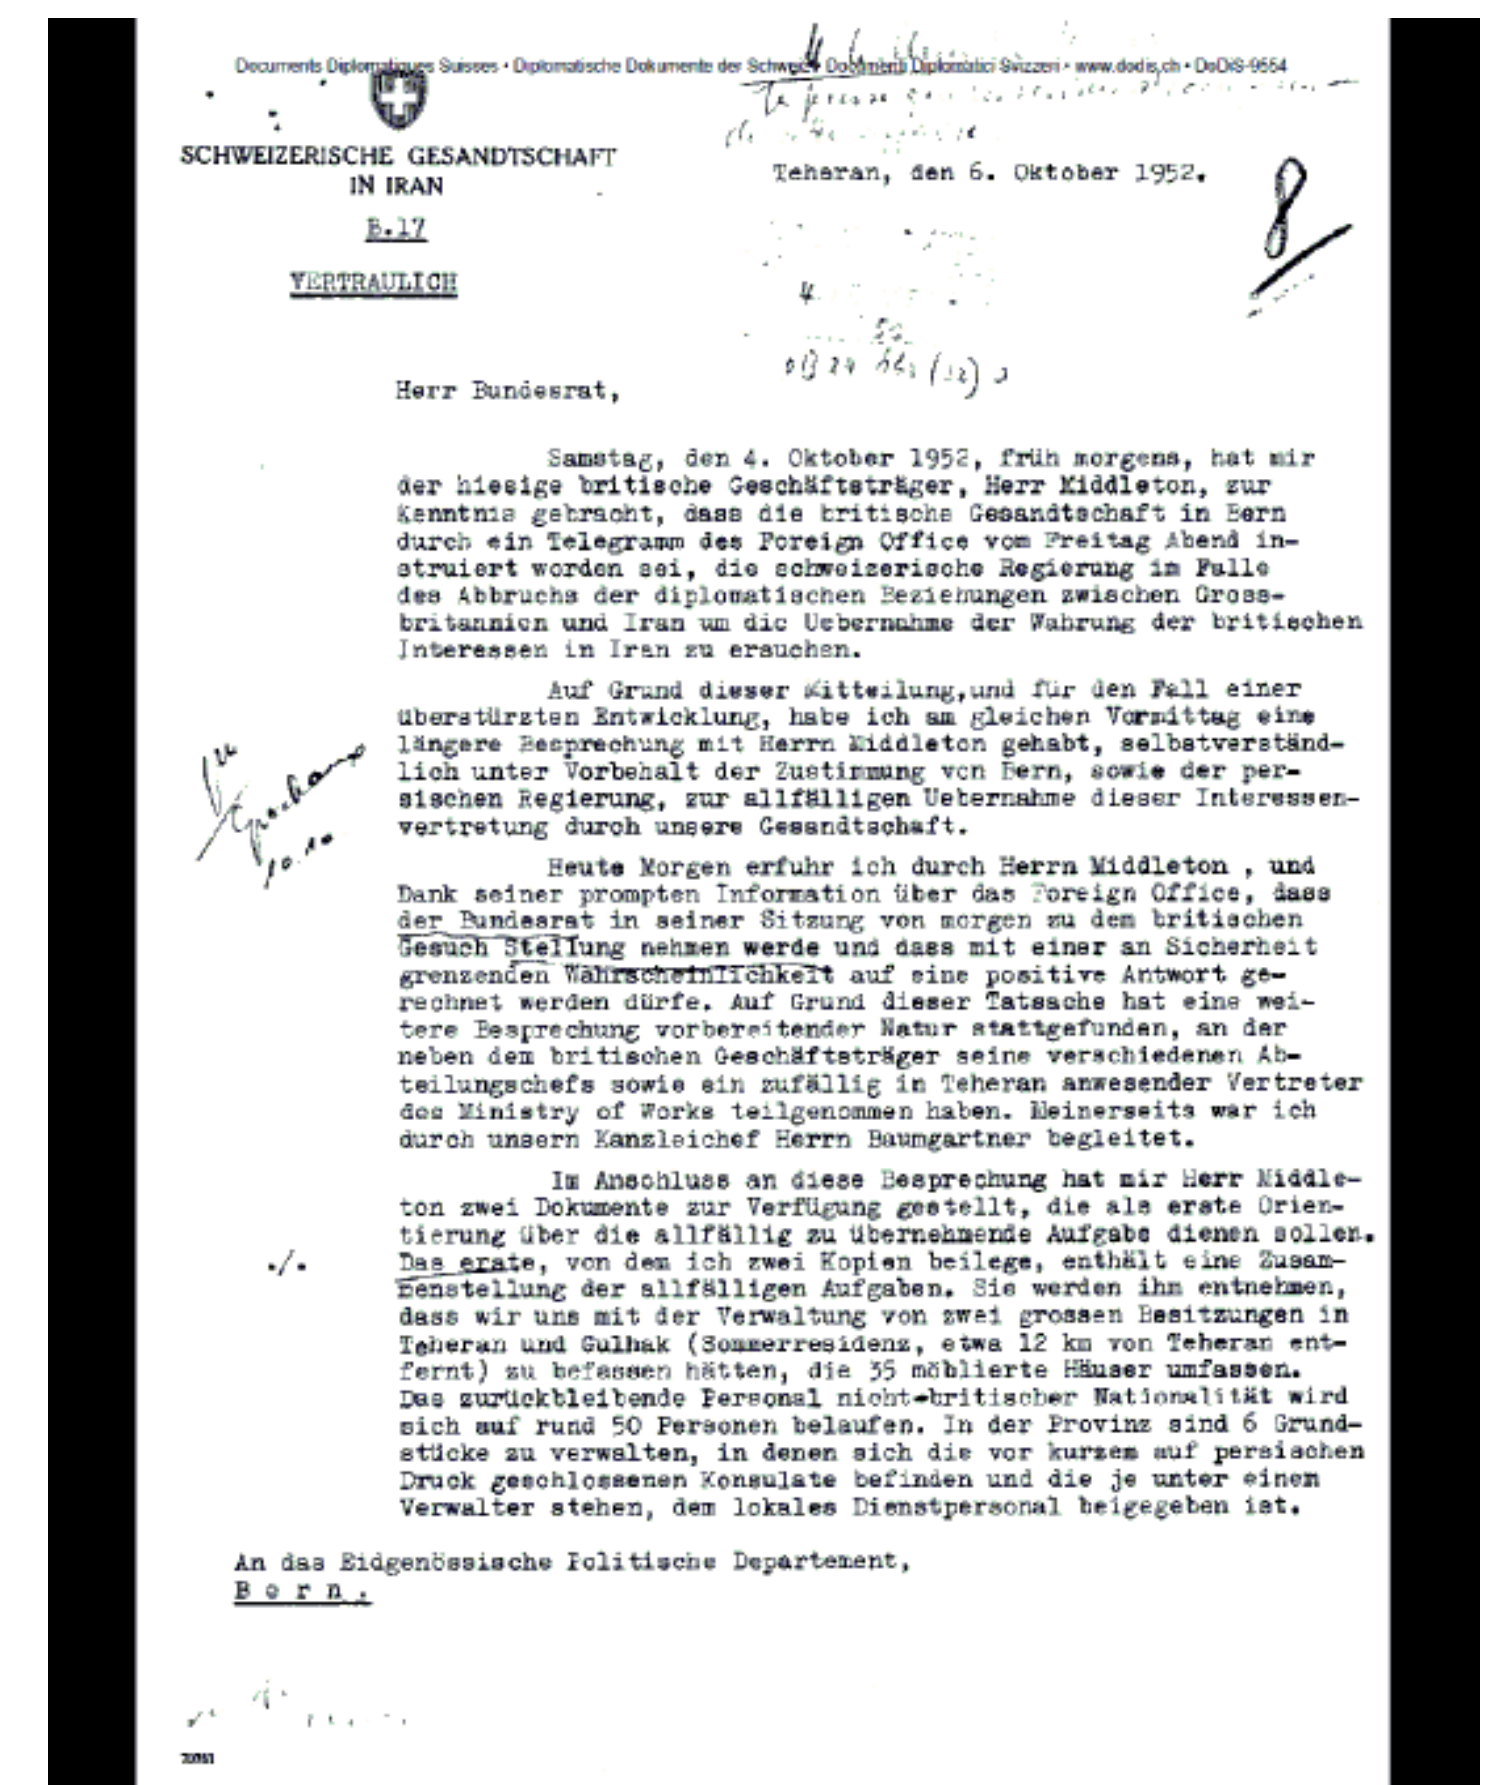 Documents Diplomatiques Suisses • Diplomatische Dokumente der Schweiz • Documenti Diplomatici Svizzeri • www.dodis.ch • DoDiS-9554
SCHWEIZERISCHE GESANDTSCHAFT
IN IRAN
Teheran, den 6. Oktober 1952.
B.17
8
VERTRAULICH
Herr Bundesrat,
Samstag, den 4. Oktober 1952, früh morgens, hat mir
der hiesige britische Geschäftsträger, Herr Middleton, zur
Kenntnis gebracht, dass die britische Gesandtschaft in Bern
durch ein Telegramm des Foreign Office vom Freitag Abend in-
struiert worden sei, die schweizerische Regierung im Falle
des Abbruchs der diplomatischen Beziehungen zwischen Gross-
britannien und Iran um die Uebernahme der Wahrung der britischen
Interessen in Iran zu ersuchen.
Auf Grund dieser Mitteilung,und für den Fall einer
überstürzten Entwicklung, habe ich am gleichen Vormittag eine
längere Besprechung mit Herrn Middleton gehabt, selbstverständ-
lich unter Vorbehalt der Zustimmung von Bern, sowie der per-
sischen Regierung, zur allfälligen Uebernahme dieser Interessen-
vertretung durch unsere Gesandtschaft.
10.10
Heute Morgen erfuhr ich durch Herrn Middleton , und
Dank seiner prompten Information über das Foreign Office, dass
der Bundesrat in seiner Sitzung von morgen zu dem britischen
Gesuch Stellung nehmen werde und dass mit einer an Sicherheit
grenzenden Wahrscheinlichkeit auf eine positive Antwort ge-
rechnet werden dürfe. Auf Grund dieser Tatsache hat eine wei-
tere Besprechung vorbereitender Natur stattgefunden, an der
neben dem britischen Geschäftsträger seine verschiedenen Ab-
teilungschefs sowie ein zufällig in Teheran anwesender Vertreter
des Ministry of Works teilgenommen haben. Meinerseits war ich
durch unsern Kanzleichef Herrn Baumgartner begleitet.
Im Anschluss an diese Besprechung hat mir Herr Middle-
ton zwei Dokumente zur Verfügung gestellt, die als erste Orien-
tierung über die allfällig zu übernehmende Aufgabe dienen sollen.
./. Das erste, von dem ich zwei Kopien beilege, enthält eine Zusam-
menstellung der allfälligen Aufgaben. Sie werden ihm entnehmen,
dass wir uns mit der Verwaltung von zwei grossen Besitzungen in
Teheran und Gulhak (Sommerresidenz, etwa 12 km von Teheran ent-
fernt) zu befassen hätten, die 35 möblierte Häuser umfassen.
Das zurückbleibende Personal nicht-britischer Nationalität wird
sich auf rund 50 Personen belaufen. In der Provinz sind 6 Grund-
stücke zu verwalten, in denen sich die vor kurzem auf persischen
Druck geschlossenen Konsulate befinden und die je unter einem
Verwalter stehen, dem lokales Dienstpersonal beigegeben ist.
An das Eidgenössische Politische Departement,
B e r n .